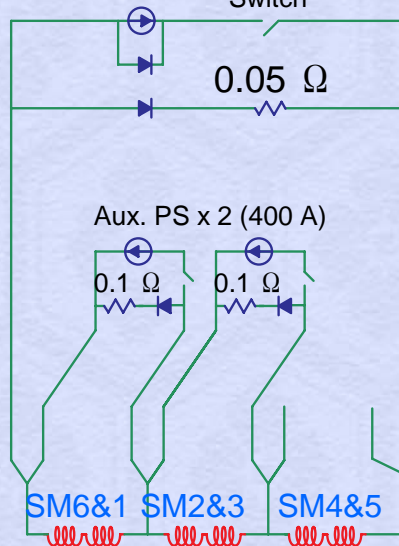 Switch
0.05 Ω
Aux. PS x 2 (400 A)
0.1 Ω 0.1 Ω
SM6&1 SM2&3 SM4&5